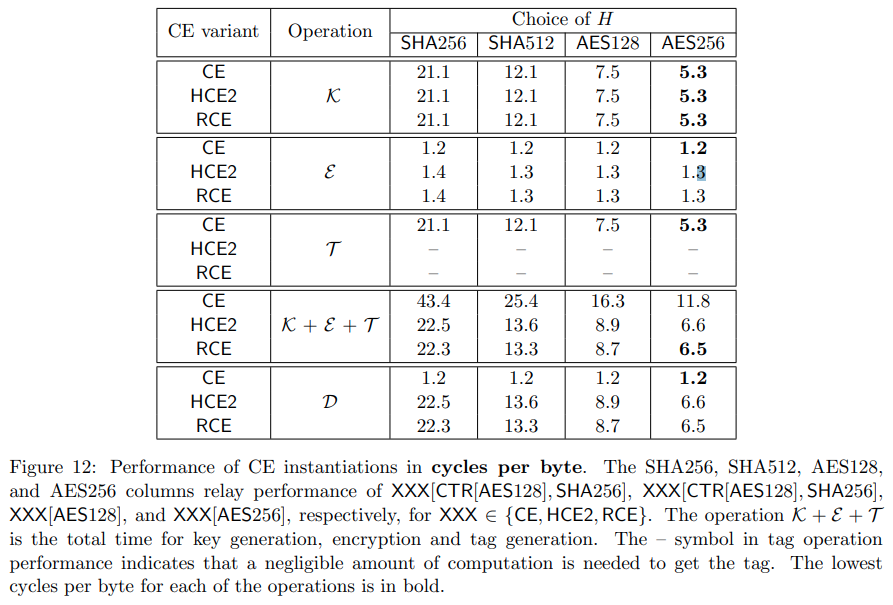 CE variant Operation Choice of H
SHA256 SHA512 AES128 AES256
CE 21.1 12.1 7.5 5.3
HCE2 𝒦 21.1 12.1 7.5 5.3
RCE 21.1 12.1 7.5 5.3
CE 1.2 1.2 1.2 1.2
HCE2 ℰ 1.4 1.3 1.3 1.3
RCE 1.4 1.3 1.3 1.3
CE 21.1 12.1 7.5 5.3
HCE2 𝒯 – – – –
RCE – – – –
CE 43.4 25.4 16.3 11.8
HCE2 𝒦 + ℰ + 𝒯 22.5 13.6 8.9 6.6
RCE 22.3 13.3 8.7 6.5
CE 1.2 1.2 1.2 1.2
HCE2 𝒟 22.5 13.6 8.9 6.6
RCE 22.3 13.3 8.7 6.5
Figure 12: Performance of CE instantiations in cycles per byte. The SHA256, SHA512, AES128,
and AES256 columns relay performance of XXX[CTR[AES128], SHA256], XXX[CTR[AES128], SHA256],
XXX[AES128], and XXX[AES256], respectively, for XXX ∈ {CE, HCE2, RCE}. The operation 𝒦 + ℰ + 𝒯
is the total time for key generation, encryption and tag generation. The – symbol in tag operation
performance indicates that a negligible amount of computation is needed to get the tag. The lowest
cycles per byte for each of the operations is in bold.